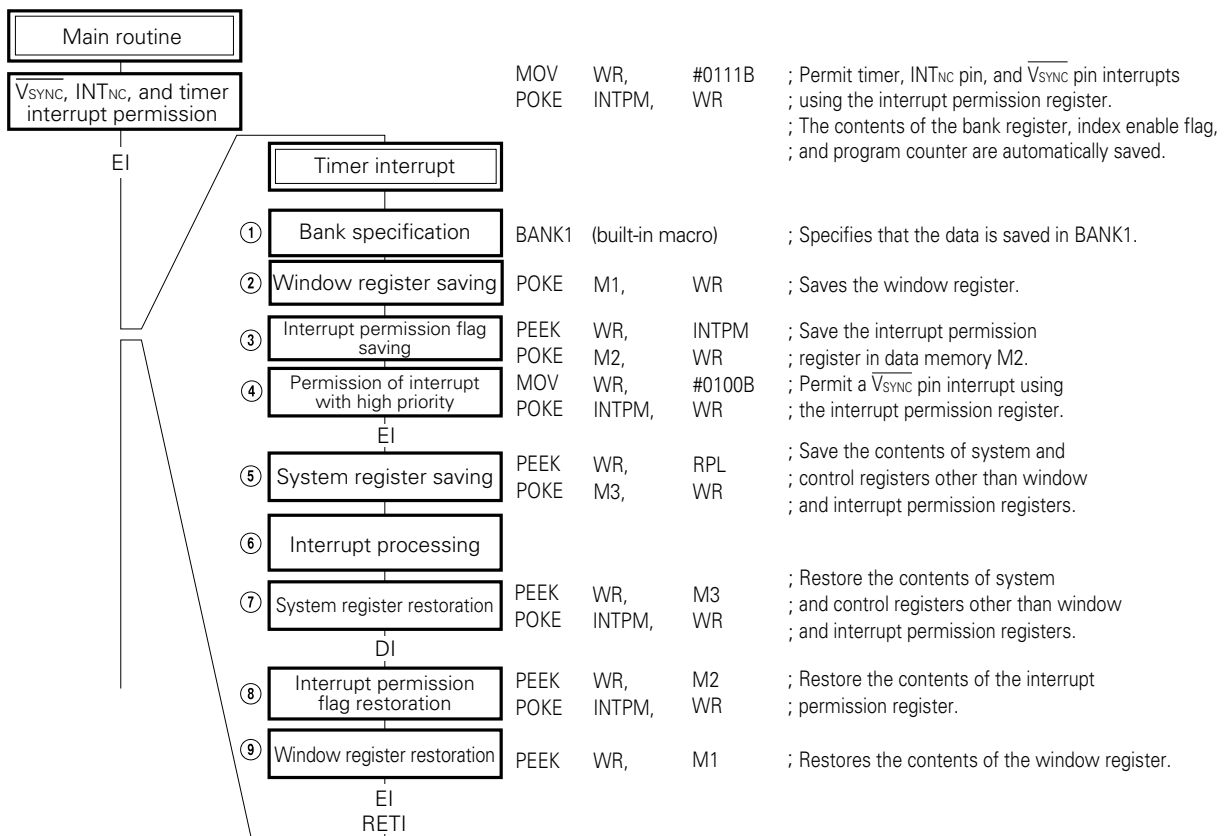 Main routine
VSYNC, INTNC, and timer
interrupt permission
EI
MOV WR, #0111B ; Permit timer, INTNC pin, and VSYNC pin interrupts
POKE INTPM, WR ; using the interrupt permission register.
; The contents of the bank register, index enable flag,
; and program counter are automatically saved.
Timer interrupt
① Bank specification BANK1 (built-in macro) ; Specifies that the data is saved in BANK1.
② Window register saving POKE M1, WR ; Saves the window register.
③ Interrupt permission flag
saving
PEEK WR, INTPM ; Save the interrupt permission
POKE M2, WR ; register in data memory M2.
④ Permission of interrupt
with high priority
MOV WR, #0100B ; Permit a VSYNC pin interrupt using
POKE INTPM, WR ; the interrupt permission register.
EI
⑤ System register saving
; Save the contents of system and
PEEK WR, RPL ; control registers other than window
POKE M3, WR ; and interrupt permission registers.
⑥ Interrupt processing
⑦ System register restoration
; Restore the contents of system
PEEK WR, M3 ; and control registers other than window
POKE INTPM, WR ; and interrupt permission registers.
DI
⑧ Interrupt permission
flag restoration
PEEK WR, M2 ; Restore the contents of the interrupt
POKE INTPM, WR ; permission register.
⑨ Window register restoration PEEK WR, M1 ; Restores the contents of the window register.
EI
RETI